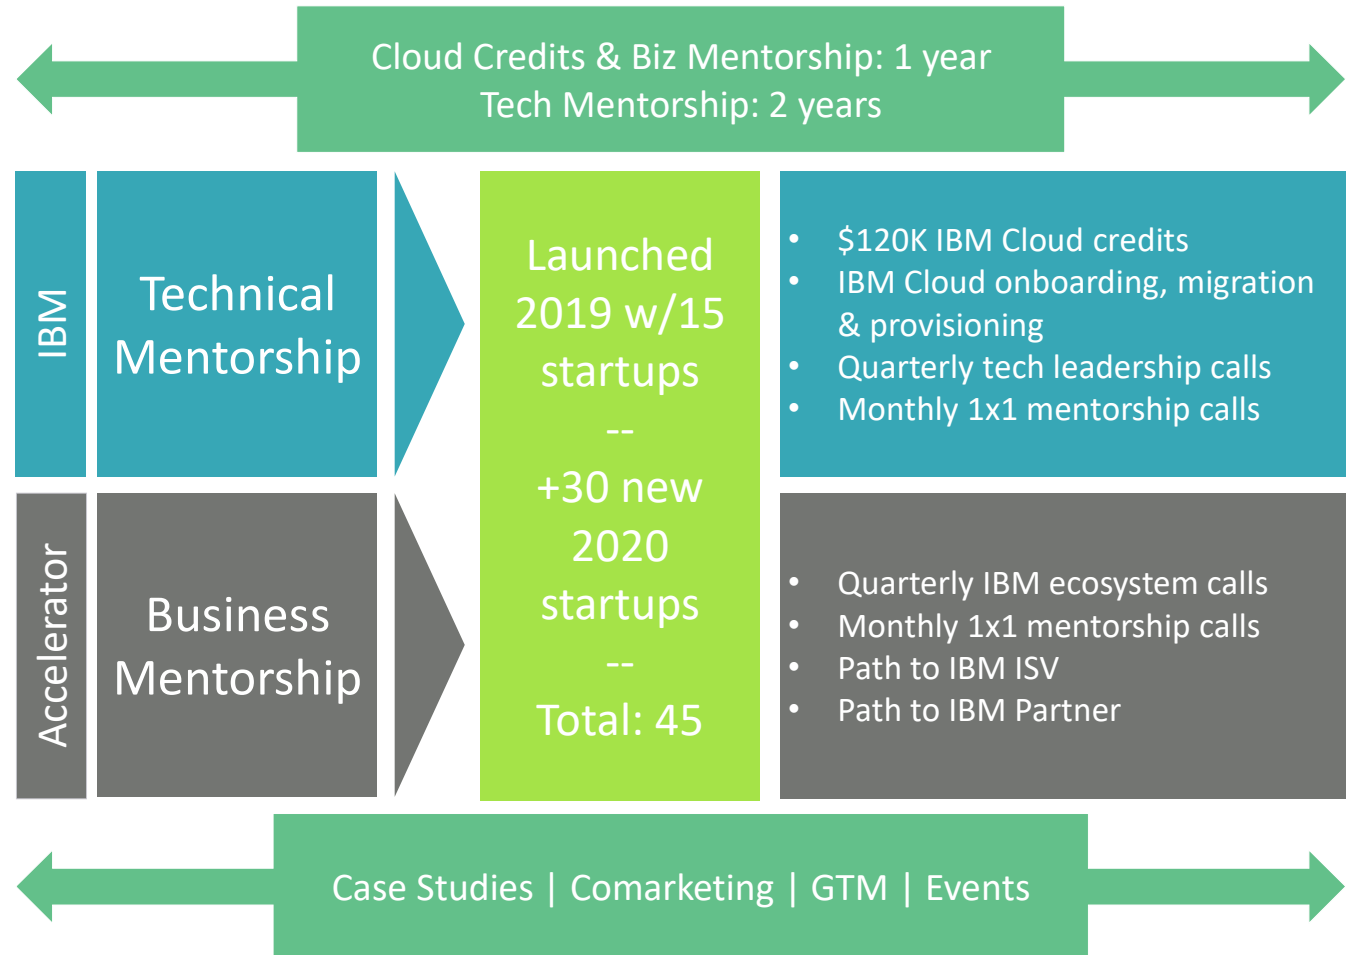 Cloud Credits & Biz Mentorship: 1 year
Tech Mentorship: 2 years
IBM
Technical
Mentorship
Launched
2019 w/15
startups
--
+30 new
2020
startups
--
Total: 45
• $120K IBM Cloud credits
• IBM Cloud onboarding, migration
& provisioning
• Quarterly tech leadership calls
• Monthly 1x1 mentorship calls
Accelerator
Business
Mentorship
• Quarterly IBM ecosystem calls
• Monthly 1x1 mentorship calls
• Path to IBM ISV
• Path to IBM Partner
Case Studies | Comarketing | GTM | Events